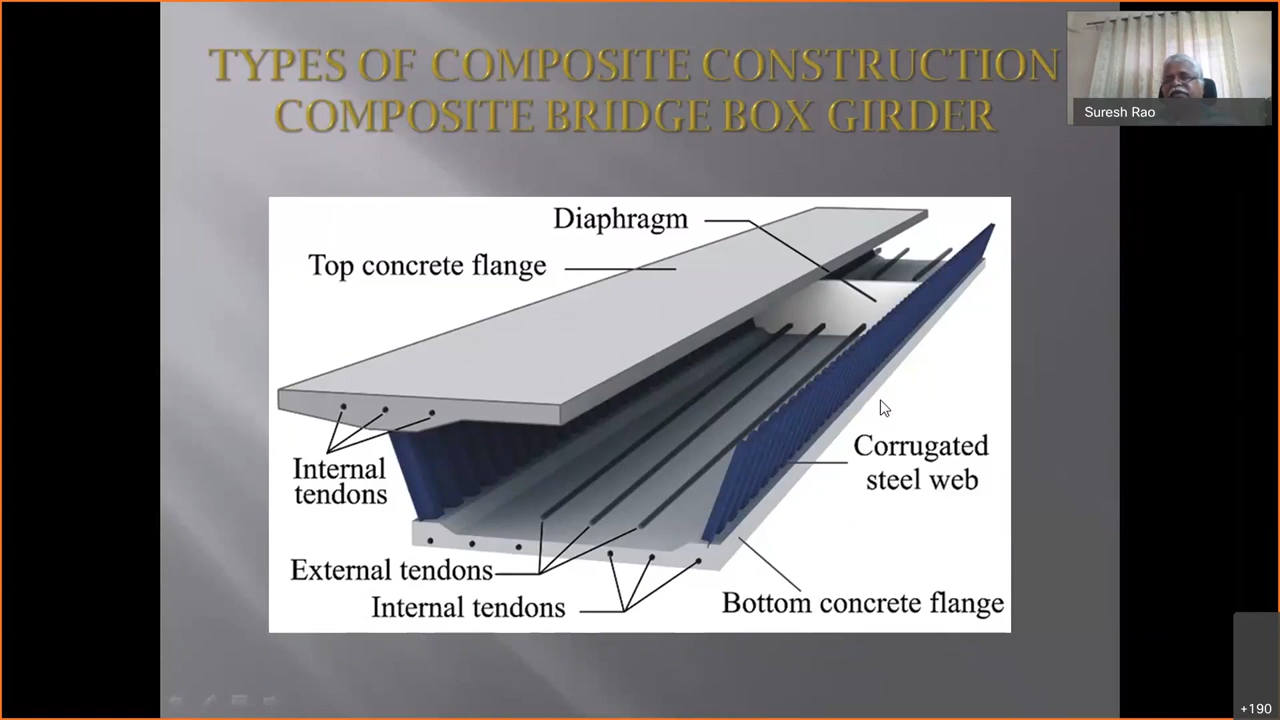 TYPES OF COMPOSITE CONSTRUCTION
COMPOSITE BRIDGE BOX GIRDER
Suresh Rao
Diaphragm
Top concrete flange
Internal
tendons
Corrugated
steel web
External tendons
Internal tendons
Bottom concrete flange
+190